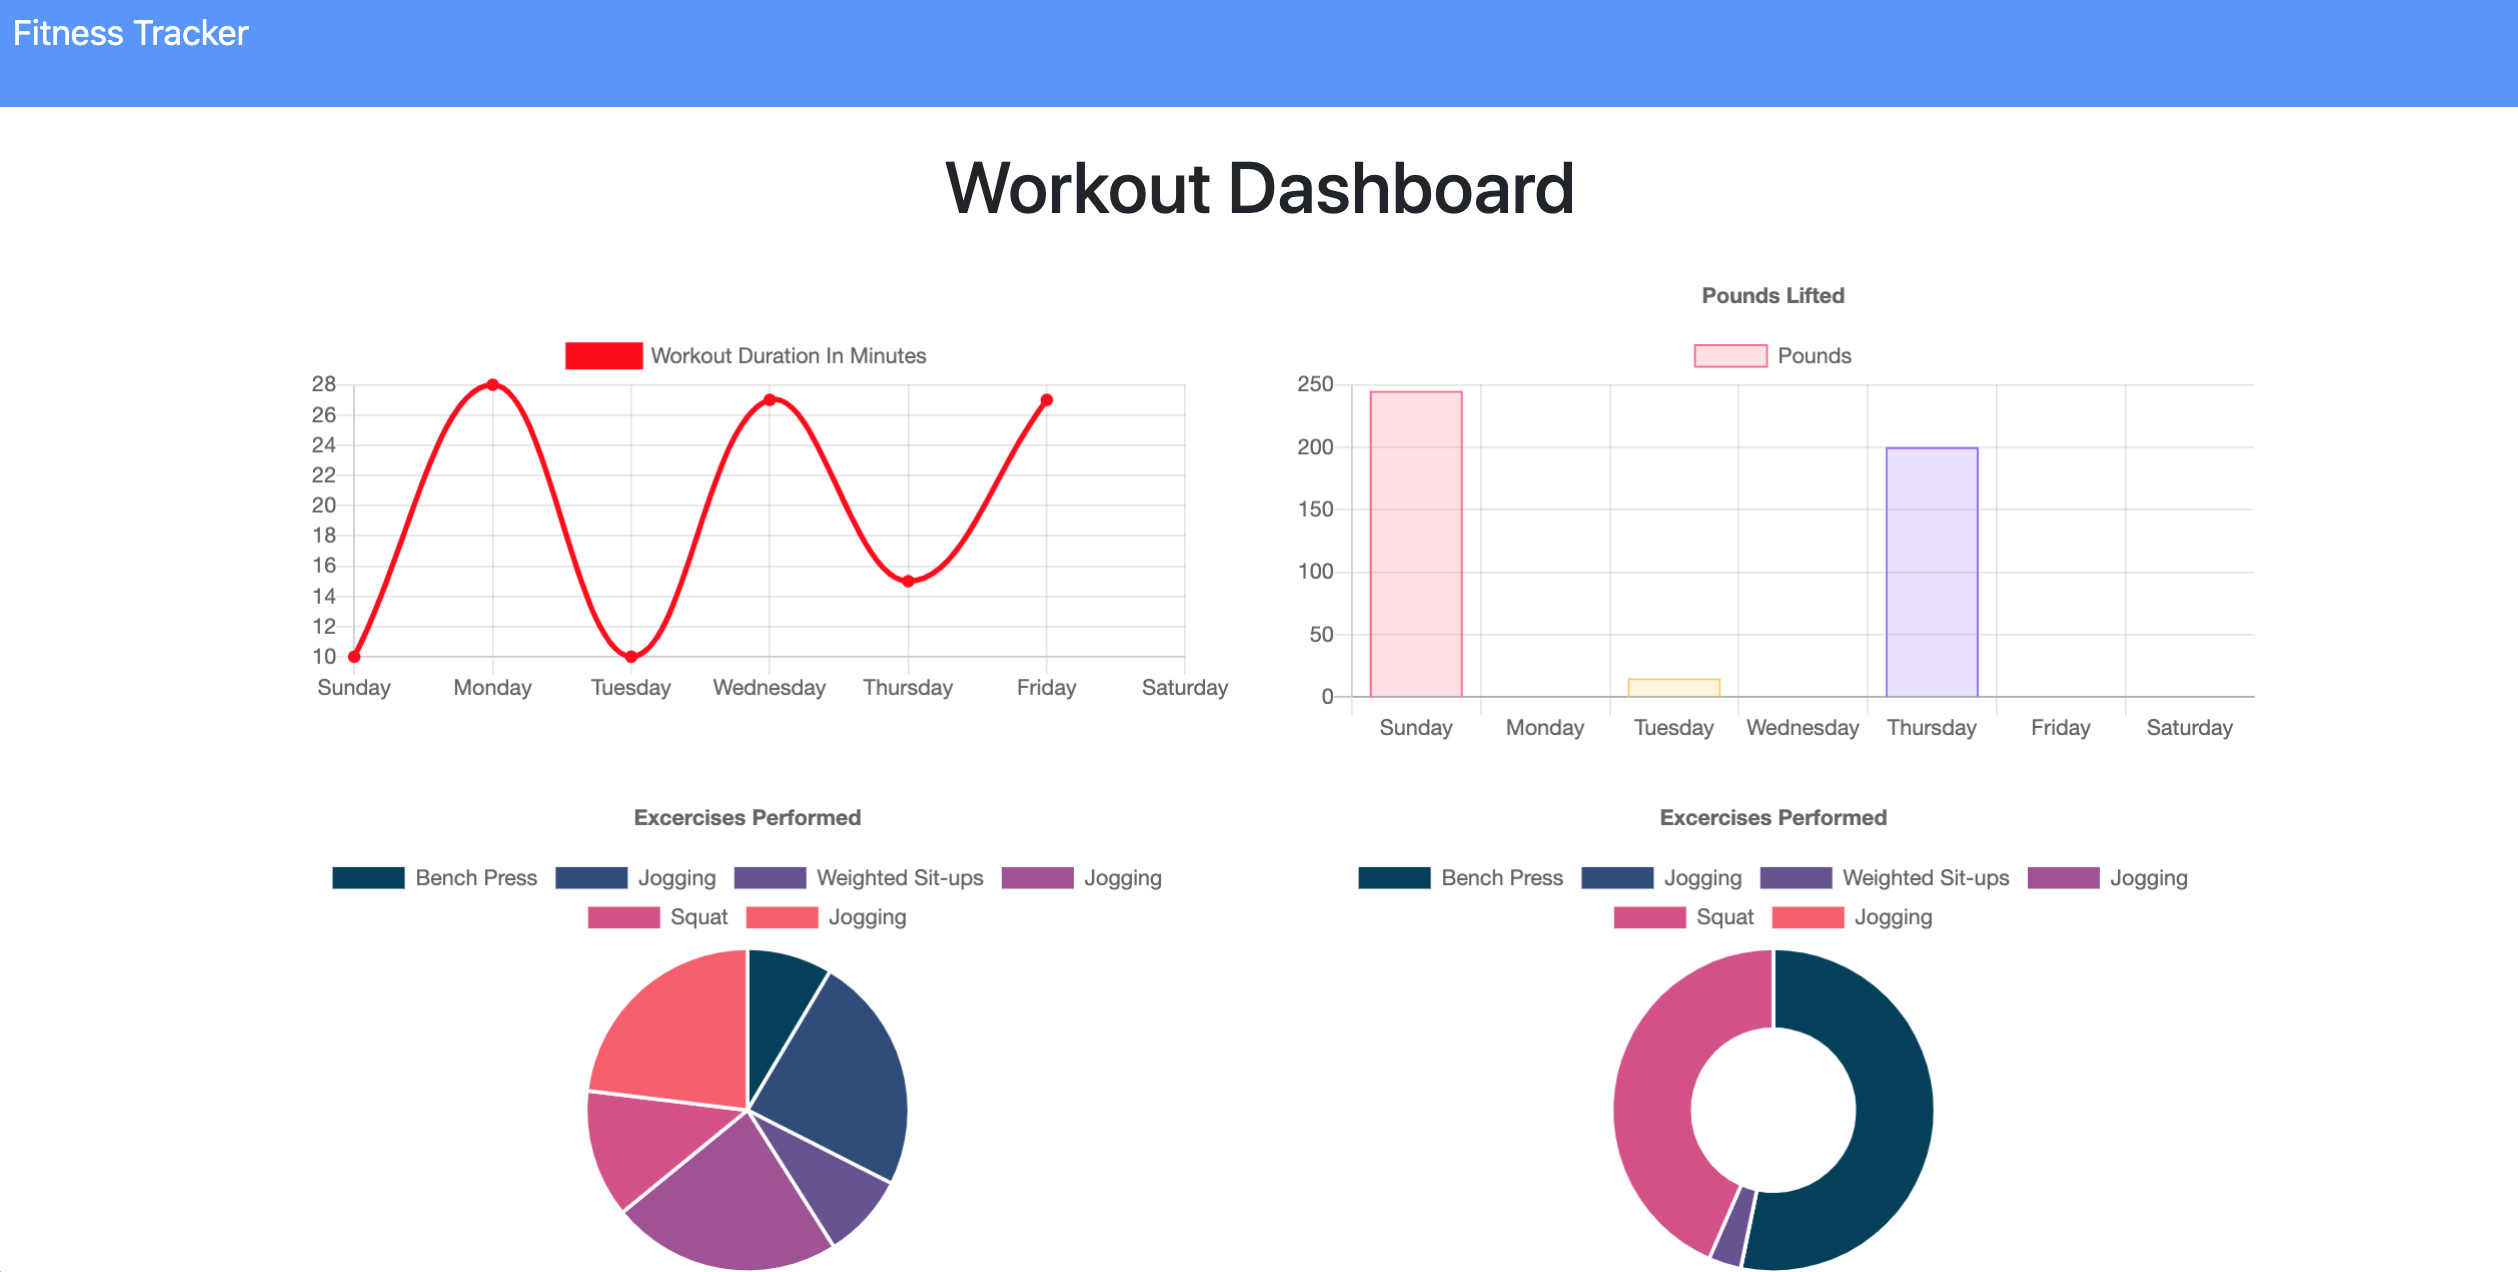 Fitness Tracker
Workout Dashboard
Workout Duration In Minutes
28
26
24
22
20
18
16
14
12
10
Sunday Monday Tuesday Wednesday Thursday Friday Saturday
Pounds Lifted
Pounds
250
200
150
100
50
0
Sunday Monday Tuesday Wednesday Thursday Friday Saturday
Excercises Performed
Bench Press Jogging Weighted Sit-ups Jogging
Squat Jogging
Excercises Performed
Bench Press Jogging Weighted Sit-ups Jogging
Squat Jogging